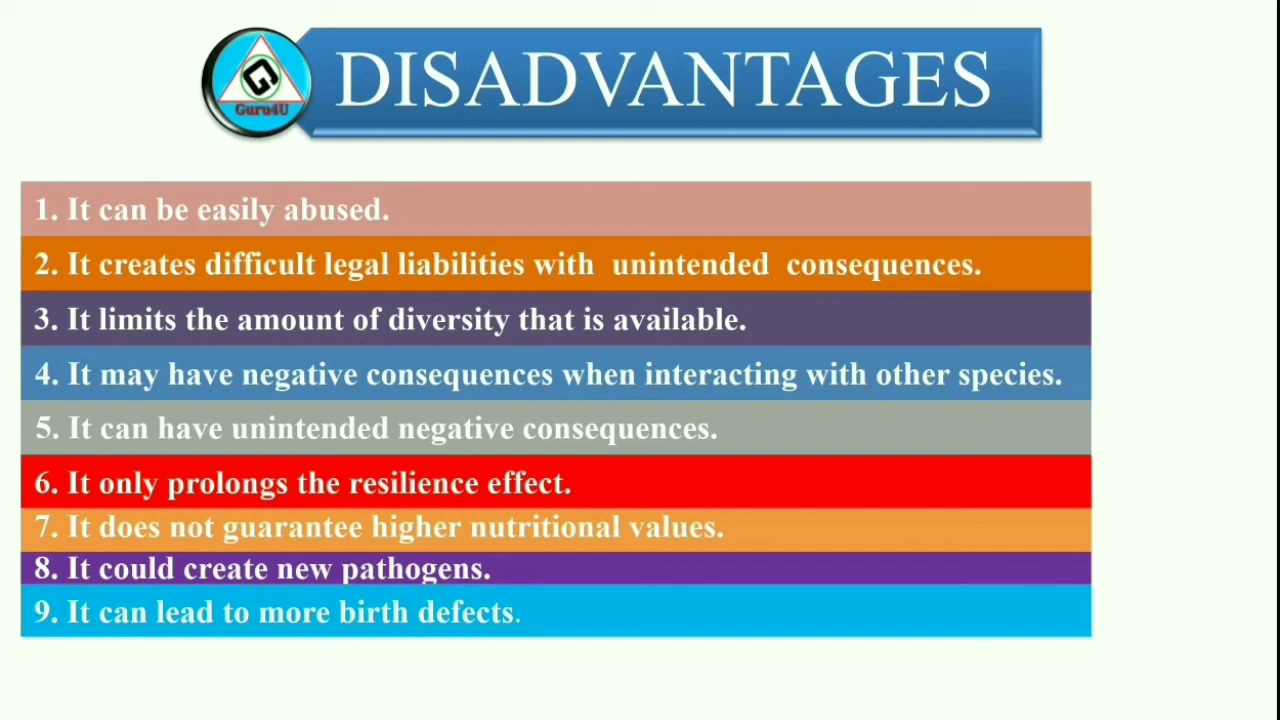 DISADVANTAGES
G
Guru4U
1. It can be easily abused.
2. It creates difficult legal liabilities with unintended consequences.
3. It limits the amount of diversity that is available.
4. It may have negative consequences when interacting with other species.
5. It can have unintended negative consequences.
6. It only prolongs the resilience effect.
7. It does not guarantee higher nutritional values.
8. It could create new pathogens.
9. It can lead to more birth defects.